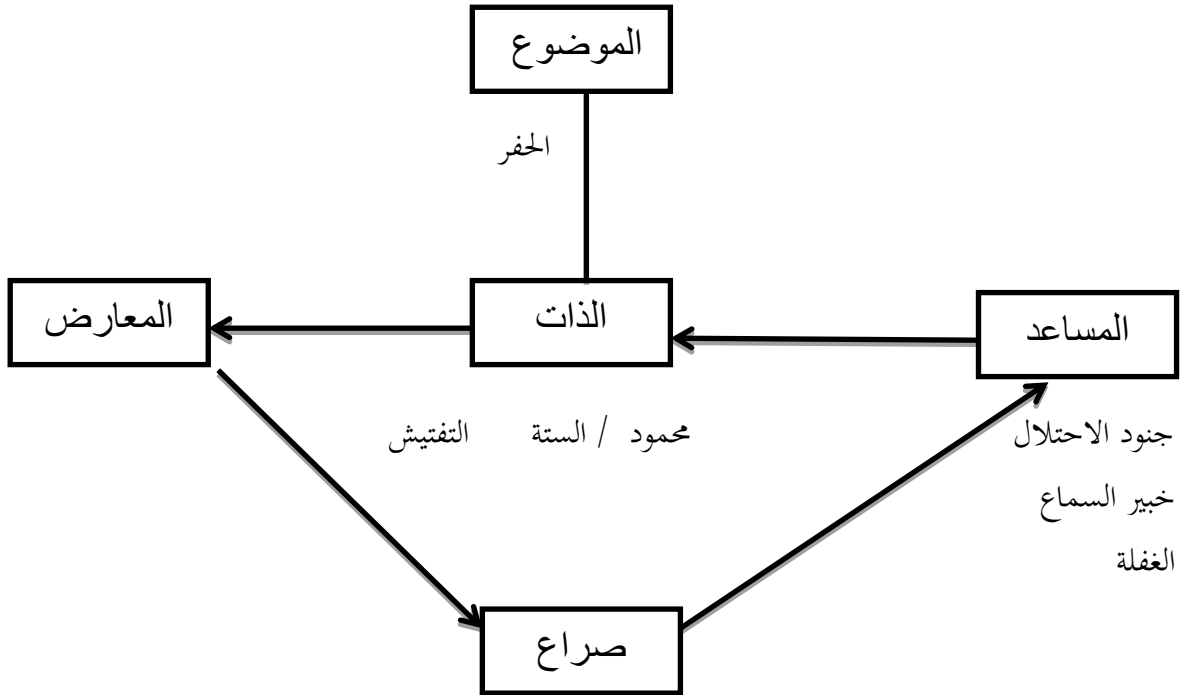 الموضوع
الحفر
المساعد
الذات
المعارض
جنود الاحتلال
محمود / الستة
التفتيش
خبير السماع
الغفلة
صراع